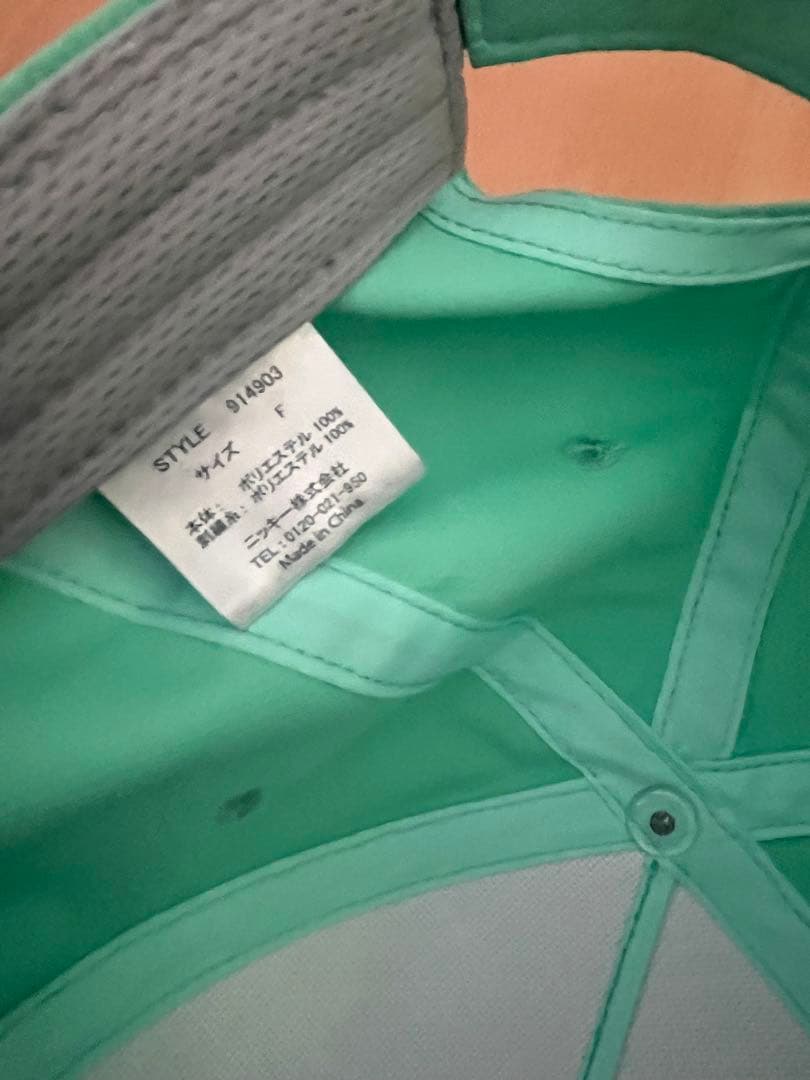 STYLE 914903
サイズ F
本体: ポリエステル 100%
刺繍糸: ポリエステル 100%
ニッキー株式会社
TEL:0120-021-950
Made in China